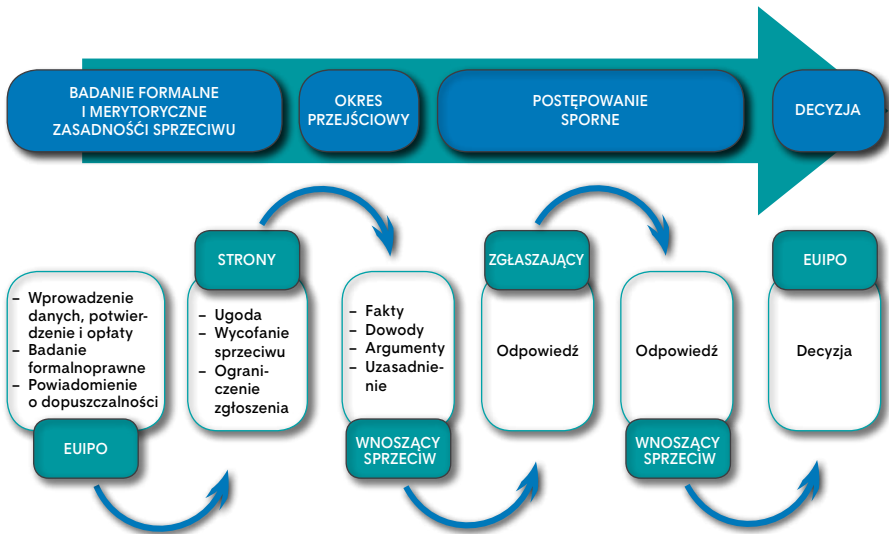 BADANIE FORMALNE
I MERYTORYCZNE
ZASADNOŚĆI SPRZECIWU
OKRES
PRZEJŚCIOWY
POSTĘPOWANIE
SPORNE
DECYZJA
– Wprowadzenie
danych, potwier-
dzenie i opłaty
– Badanie
formalnoprawne
– Powiadomienie
o dopuszczalności
EUIPO
STRONY
– Ugoda
– Wycofanie
sprzeciwu
– Ograni-
czenie
zgłoszenia
– Fakty
– Dowody
– Argumenty
– Uzasadnie-
nie
WNOSZĄCY
SPRZECIW
ZGŁASZAJĄCY
Odpowiedź
Odpowiedź
WNOSZĄCY
SPRZECIW
EUIPO
Decyzja